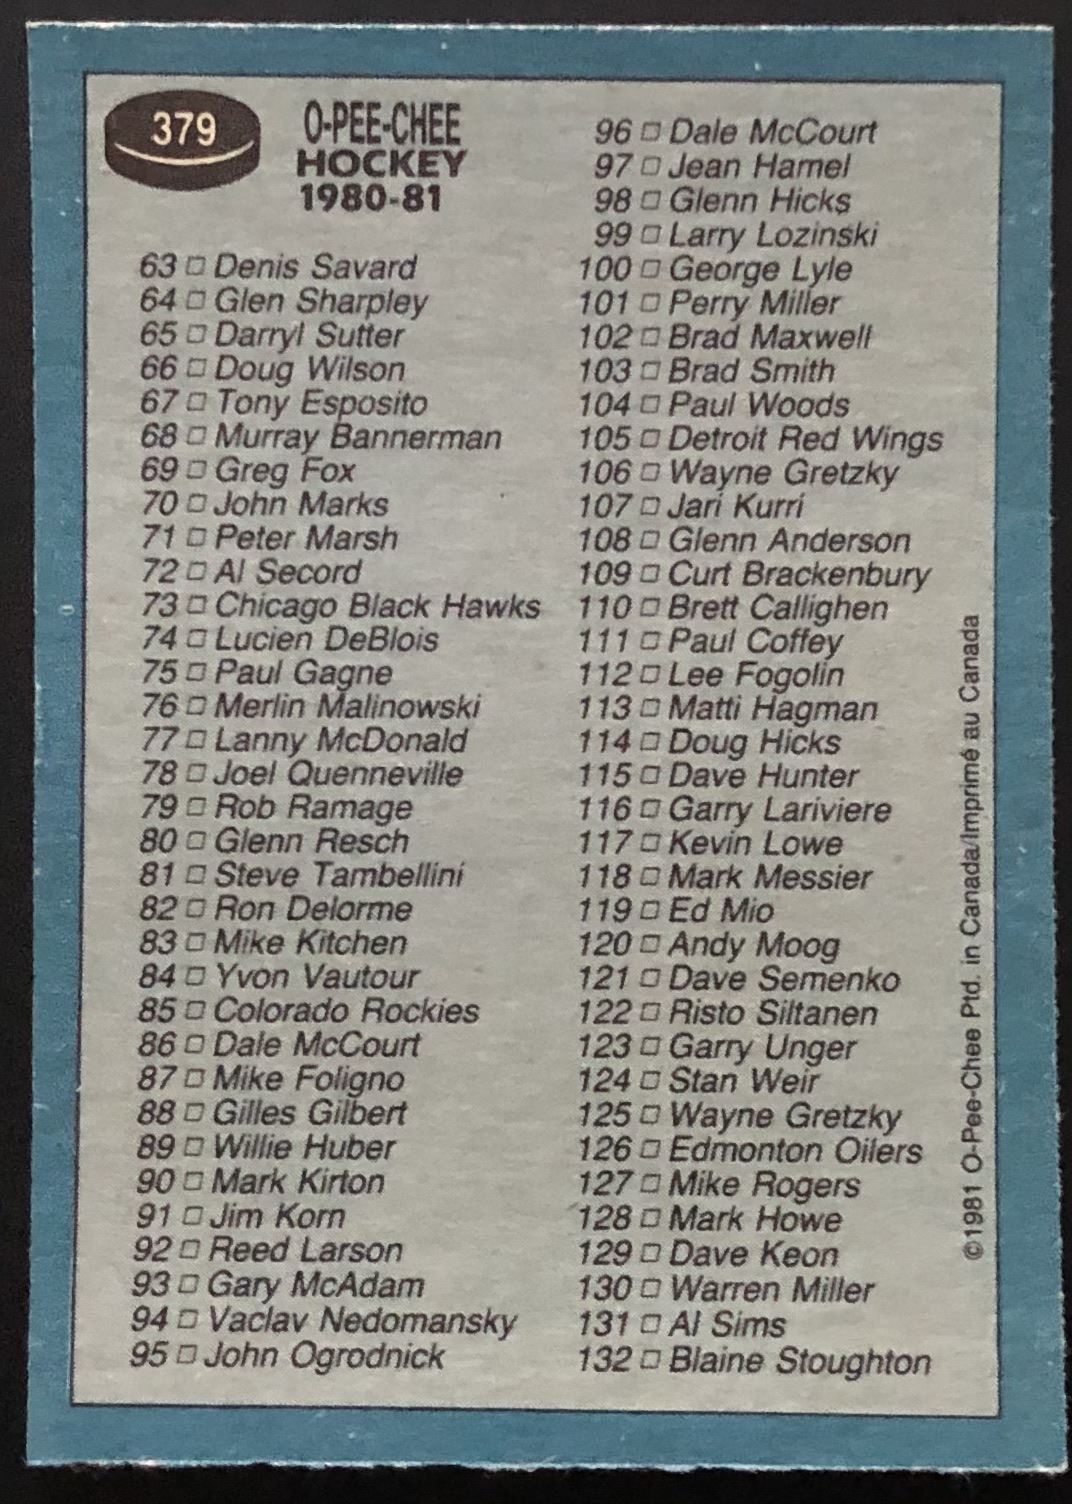 379
O-PEE-CHEE
HOCKEY
1980-81
63 □ Denis Savard
64 □ Glen Sharpley
65 □ Darryl Sutter
66 □ Doug Wilson
67 □ Tony Esposito
68 □ Murray Bannerman
69 □ Greg Fox
70 □ John Marks
71 □ Peter Marsh
72 □ Al Secord
73 □ Chicago Black Hawks
74 □ Lucien DeBlois
75 □ Paul Gagne
76 □ Merlin Malinowski
77 □ Lanny McDonald
78 □ Joel Quenneville
79 □ Rob Ramage
80 □ Glenn Resch
81 □ Steve Tambellini
82 □ Ron Delorme
83 □ Mike Kitchen
84 □ Yvon Vautour
85 □ Colorado Rockies
86 □ Dale McCourt
87 □ Mike Foligno
88 □ Gilles Gilbert
89 □ Willie Huber
90 □ Mark Kirton
91 □ Jim Korn
92 □ Reed Larson
93 □ Gary McAdam
94 □ Vaclav Nedomansky
95 □ John Ogrodnick
96 □ Dale McCourt
97 □ Jean Hamel
98 □ Glenn Hicks
99 □ Larry Lozinski
100 □ George Lyle
101 □ Perry Miller
102 □ Brad Maxwell
103 □ Brad Smith
104 □ Paul Woods
105 □ Detroit Red Wings
106 □ Wayne Gretzky
107 □ Jari Kurri
108 □ Glenn Anderson
109 □ Curt Brackenbury
110 □ Brett Callighen
111 □ Paul Coffey
112 □ Lee Fogolin
113 □ Matti Hagman
114 □ Doug Hicks
115 □ Dave Hunter
116 □ Garry Lariviere
117 □ Kevin Lowe
118 □ Mark Messier
119 □ Ed Mio
120 □ Andy Moog
121 □ Dave Semenko
122 □ Risto Siltanen
123 □ Garry Unger
124 □ Stan Weir
125 □ Wayne Gretzky
126 □ Edmonton Oilers
127 □ Mike Rogers
128 □ Mark Howe
129 □ Dave Keon
130 □ Warren Miller
131 □ Al Sims
132 □ Blaine Stoughton
©1981 O-Pee-Chee Ptd. in Canada/Imprimé au Canada